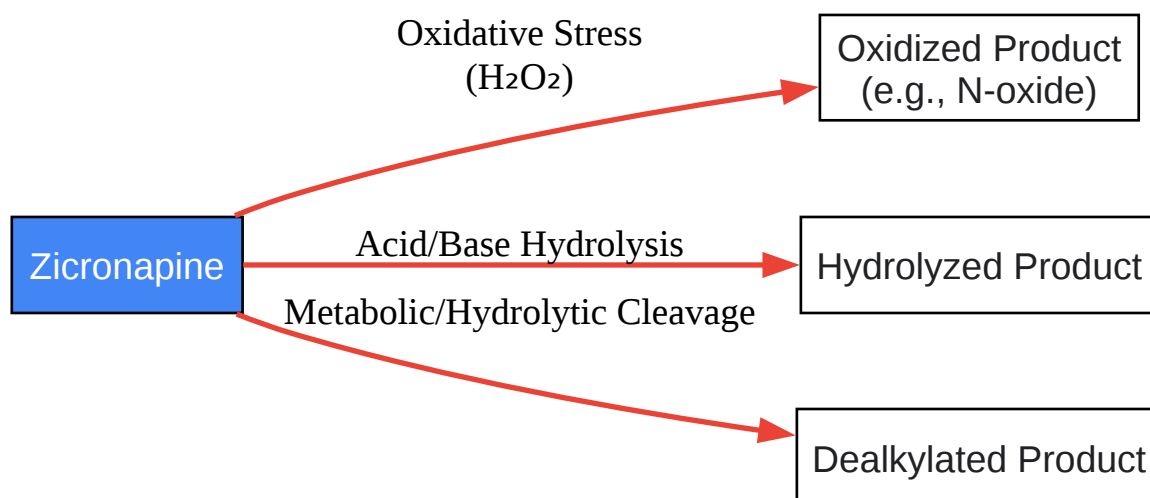 Oxidative Stress
(H₂O₂)
Oxidized Product
(e.g., N-oxide)
Zicronapine
Acid/Base Hydrolysis
Hydrolyzed Product
Metabolic/Hydrolytic Cleavage
Dealkylated Product